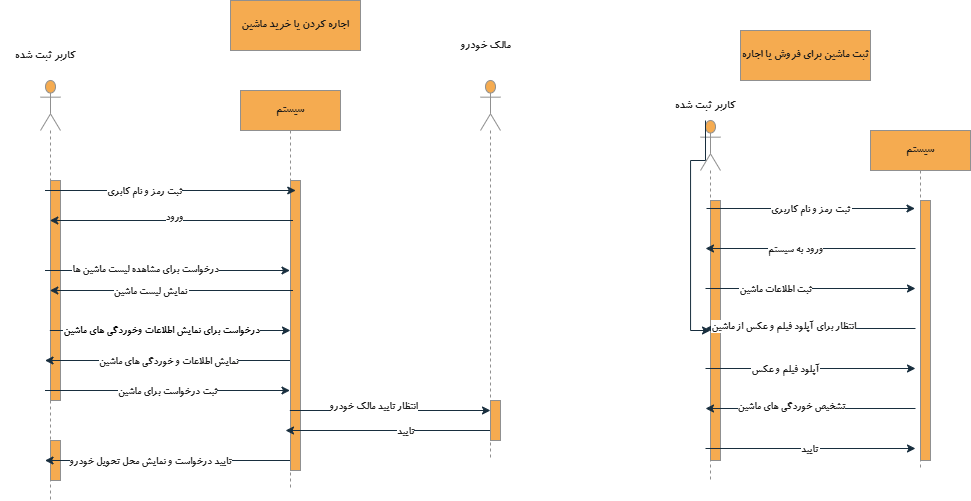 اجاره کردن یا خرید ماشین
کاربر ثبت شده
سیستم
مالک خودرو
ثبت رمز و نام کابری
ورود
درخواست برای مشاهده لیست ماشین ها
نمایش لیست ماشین
درخواست برای نمایش اطلاعات وخوردگی های ماشین
نمایش اطلاعات و خوردگی های ماشین
ثبت درخواست برای ماشین
انتظار تایید مالک خودرو
تایید
تایید درخواست و نمایش محل تحویل خودرو
ثبت ماشین برای فروش یا اجاره
کاربر ثبت شده
سیستم
ثبت رمز و نام کاربری
ورود به سیستم
ثبت اطلاعات ماشین
انتظار برای آپلود فیلم و عکس از ماشین
آپلود فیلم و عکس
تشخیص خوردگی های ماشین
تایید